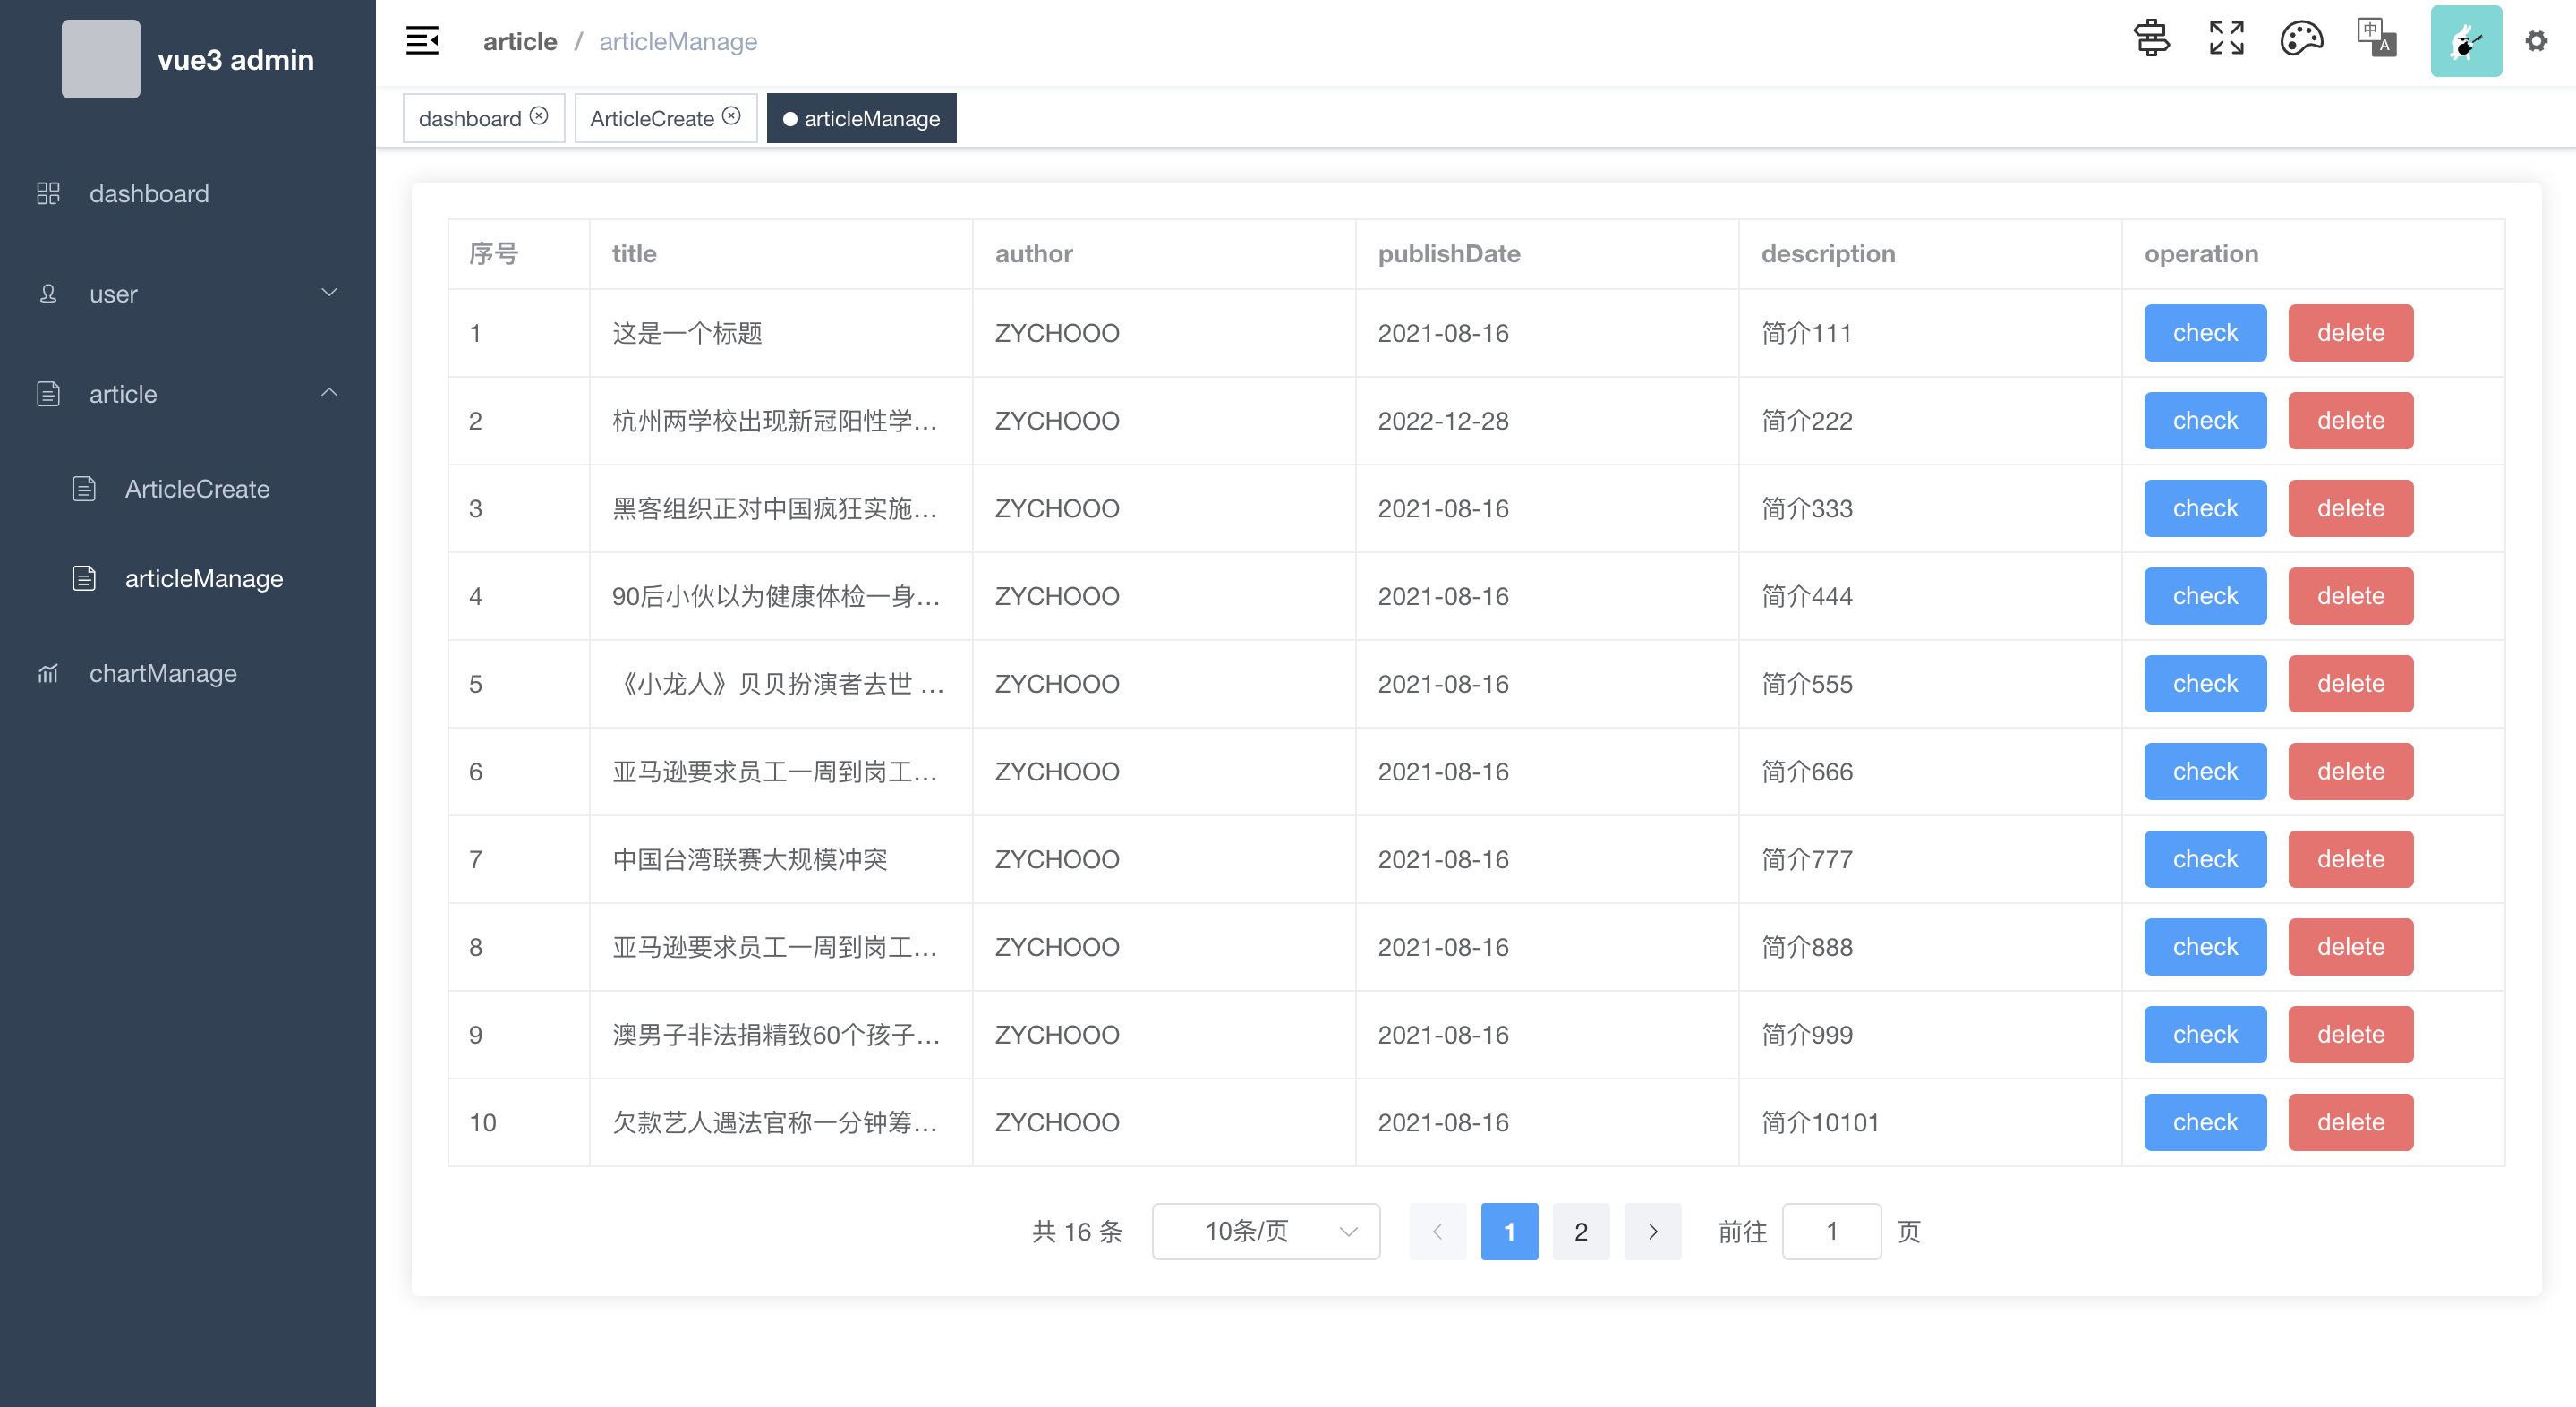 vue3 admin
dashboard
user
article
ArticleCreate
articleManage
chartManage
article / articleManage
中 A
dashboard ArticleCreate articleManage
序号 title author publishDate description operation
1 这是一个标题 ZYCHOOO 2021-08-16 简介111 check delete
2 杭州两学校出现新冠阳性学... ZYCHOOO 2022-12-28 简介222 check delete
3 黑客组织正对中国疯狂实施... ZYCHOOO 2021-08-16 简介333 check delete
4 90后小伙以为健康体检一身... ZYCHOOO 2021-08-16 简介444 check delete
5 《小龙人》贝贝扮演者去世 ... ZYCHOOO 2021-08-16 简介555 check delete
6 亚马逊要求员工一周到岗工... ZYCHOOO 2021-08-16 简介666 check delete
7 中国台湾联赛大规模冲突 ZYCHOOO 2021-08-16 简介777 check delete
8 亚马逊要求员工一周到岗工... ZYCHOOO 2021-08-16 简介888 check delete
9 澳男子非法捐精致60个孩子... ZYCHOOO 2021-08-16 简介999 check delete
10 欠款艺人遇法官称一分钟筹... ZYCHOOO 2021-08-16 简介10101 check delete
共 16 条 10条/页 1 2 前往 1 页